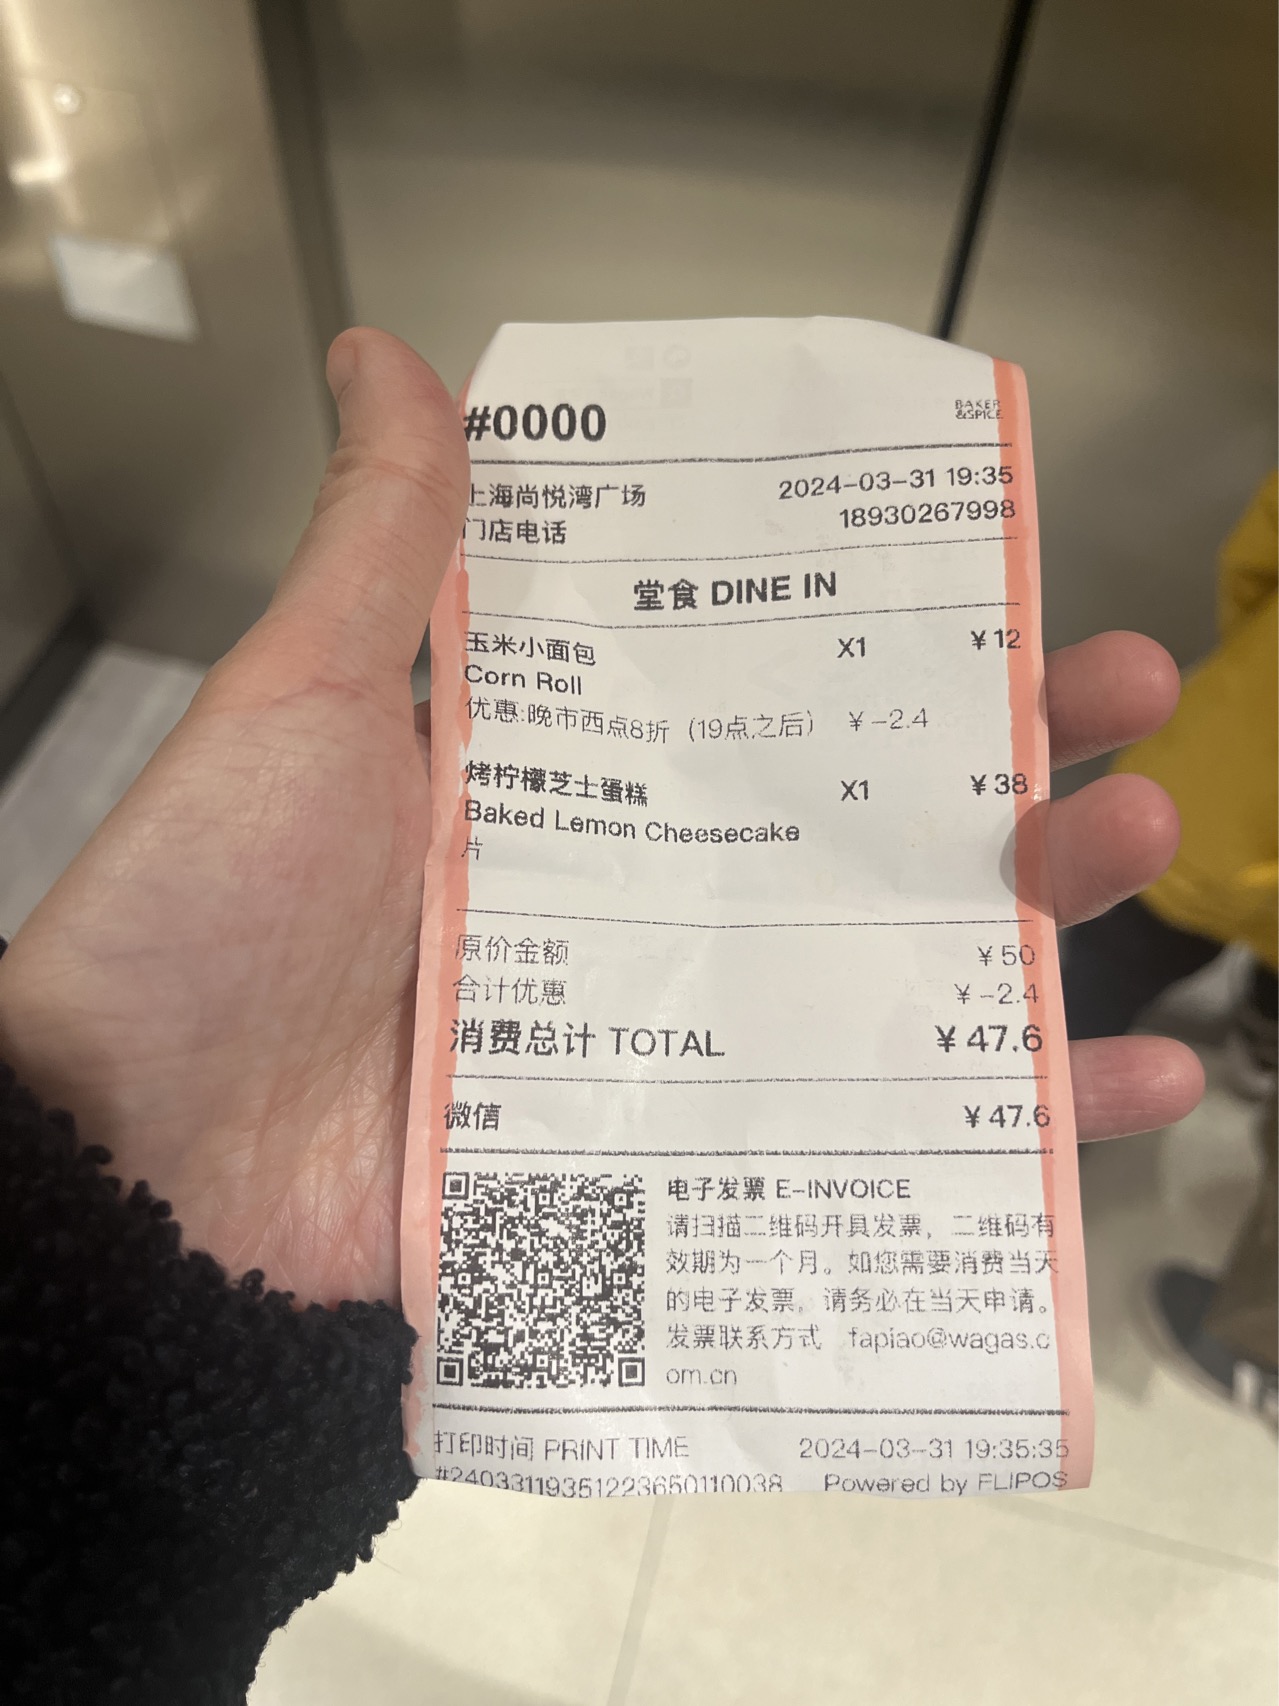 #0000
BAKER
&SPICE
上海尚悦湾广场 2024-03-31 19:35
门店电话 18930267998
堂食 DINE IN
玉米小面包 X1 ¥12
Corn Roll
优惠:晚市西点8折（19点之后） ¥-2.4
烤柠檬芝士蛋糕 X1 ¥38
Baked Lemon Cheesecake
片
原价金额 ¥50
合计优惠 ¥-2.4
消费总计 TOTAL ¥47.6
微信 ¥47.6
电子发票 E-INVOICE
请扫描二维码开具发票，二维码有
效期为一个月。如您需要消费当天
的电子发票，请务必在当天申请。
发票联系方式 fapiao@wagas.c
om.cn
打印时间 PRINT TIME 2024-03-31 19:35:35
#24033119351223650110038 Powered by FLIPOS